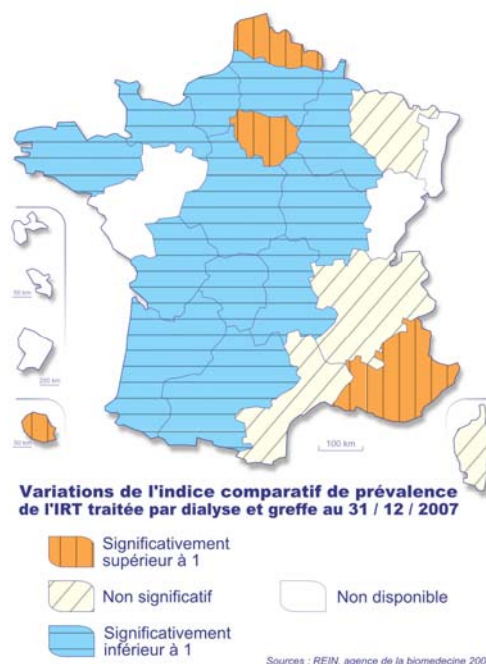 50 km
50 km
200 km
50 km
100 km
Variations de l'indice comparatif de prévalence
de l'IRT traitée par dialyse et greffe au 31 / 12 / 2007
Significativement
supérieur à 1
Non significatif
Non disponible
Significativement
inférieur à 1
Sources : REIN, agence de la biomedecine